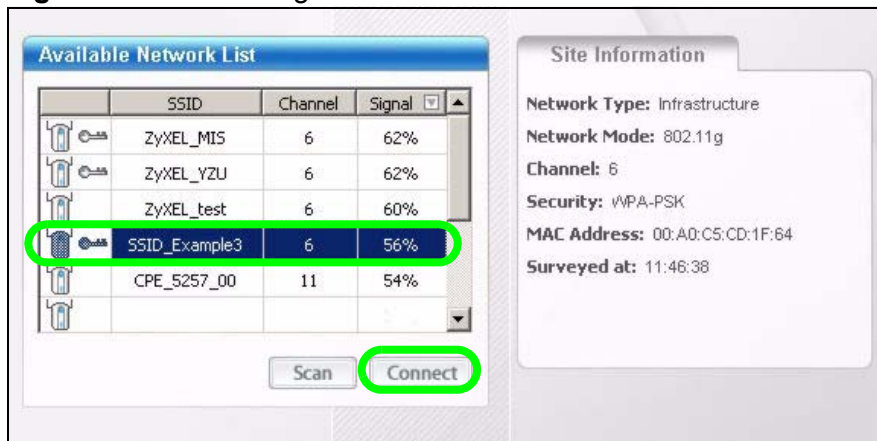 Available Network List
SSID Channel Signal
ZyXEL_MIS 6 62%
ZyXEL_YZU 6 62%
ZyXEL_test 6 60%
SSID_Example3 6 56%
CPE_5257_00 11 54%
Scan Connect
Site Information
Network Type: Infrastructure
Network Mode: 802.11g
Channel: 6
Security: WPA-PSK
MAC Address: 00:A0:C5:CD:1F:64
Surveyed at: 11:46:38